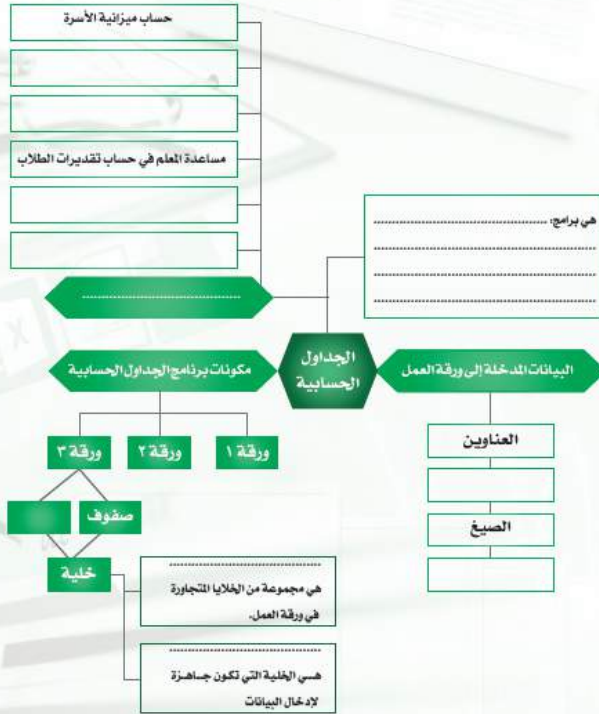 حساب ميزانية الأسرة
مساعدة المعلم في حساب تقديرات الطلاب
هي برامج: ................................................
................................................
................................................
................................................
................................................
الجداول
الحسابية
البيانات المدخلة إلى ورقة العمل
مكونات برنامج الجداول الحسابية
العناوين
الصيغ
ورقة ١
ورقة ٢
ورقة ٣
صفوف
خلية
................................................
هي مجموعة من الخلايا المتجاورة
في ورقة العمل.
................................................
هـي الخلية التي تكون جـاهـزة
لإدخال البيانات